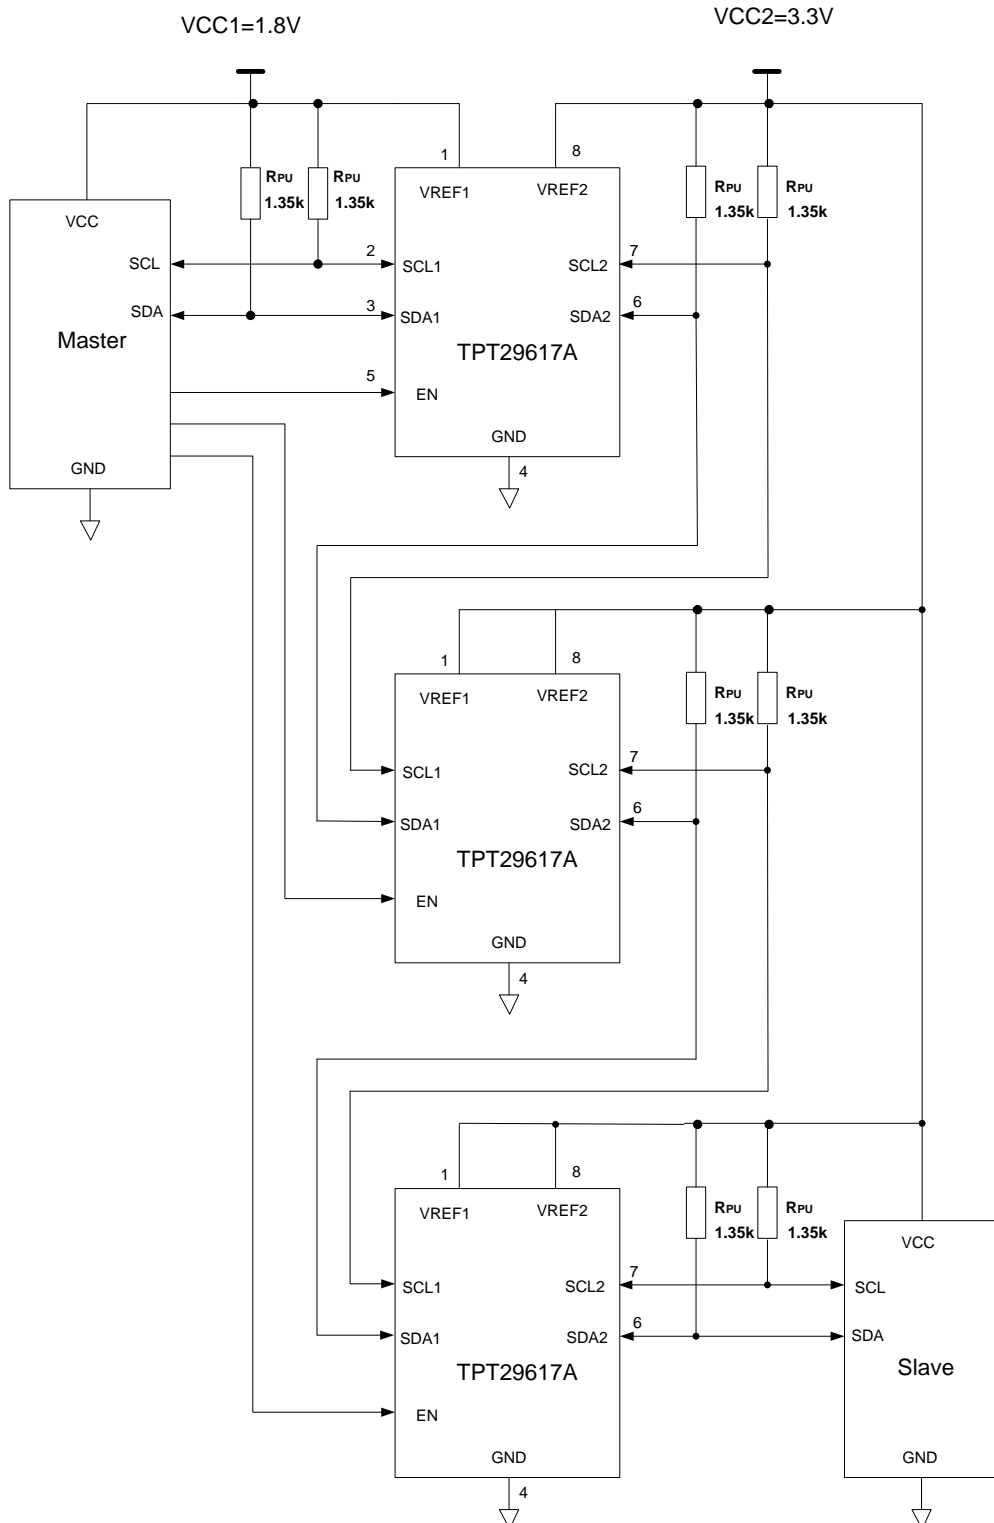 VCC1=1.8V
VCC2=3.3V
1
8
RPU
1.35k
RPU
1.35k
VREF1
VREF2
RPU
1.35k
RPU
1.35k
VCC
SCL
2
SCL1
SCL2
7
SDA
3
SDA1
SDA2
6
Master
TPT29617A
5
EN
GND
GND
4
1
8
VREF1
VREF2
RPU
1.35k
RPU
1.35k
SCL1
SCL2
7
SDA1
SDA2
6
TPT29617A
EN
GND
4
1
8
VREF1
VREF2
RPU
1.35k
RPU
1.35k
VCC
SCL1
SCL2
7
SCL
SDA1
SDA2
6
SDA
TPT29617A
Slave
EN
GND
GND
4